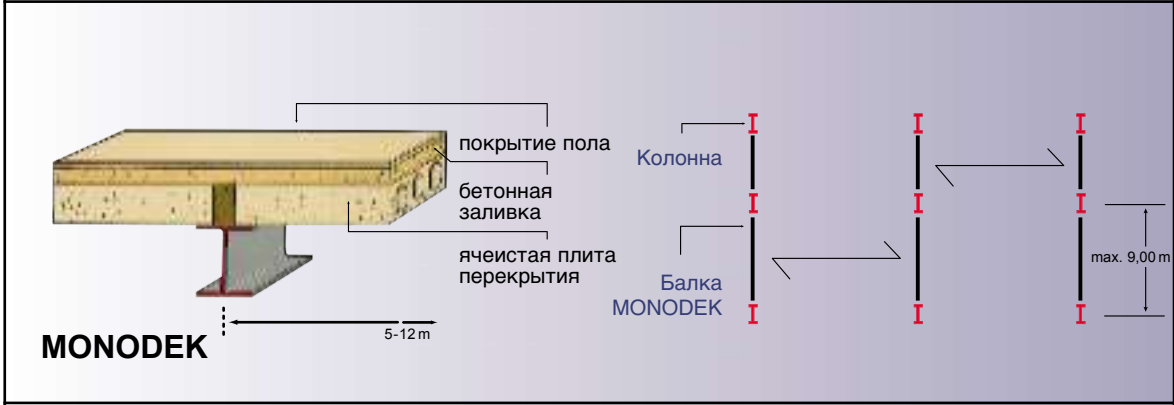 покрытие пола
бетонная
заливка
ячеистая плита
перекрытия
5-12 m
MONODEK
Колонна
Балка
MONODEK
max. 9,00 m